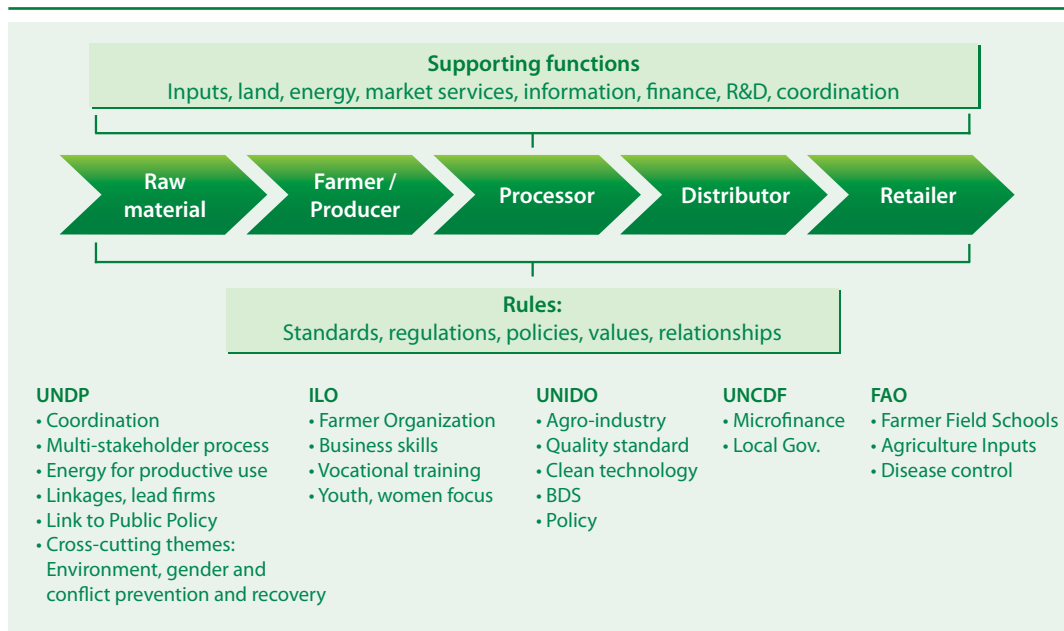 Supporting functions
Inputs, land, energy, market services, information, finance, R&D, coordination
Raw
material
Farmer /
Producer
Processor
Distributor
Retailer
Rules:
Standards, regulations, policies, values, relationships
UNDP
• Coordination
• Multi-stakeholder process
• Energy for productive use
• Linkages, lead firms
• Link to Public Policy
• Cross-cutting themes:
Environment, gender and
conflict prevention and recovery
ILO
• Farmer Organization
• Business skills
• Vocational training
• Youth, women focus
UNIDO
• Agro-industry
• Quality standard
• Clean technology
• BDS
• Policy
UNCDF
• Microfinance
• Local Gov.
FAO
• Farmer Field Schools
• Agriculture Inputs
• Disease control